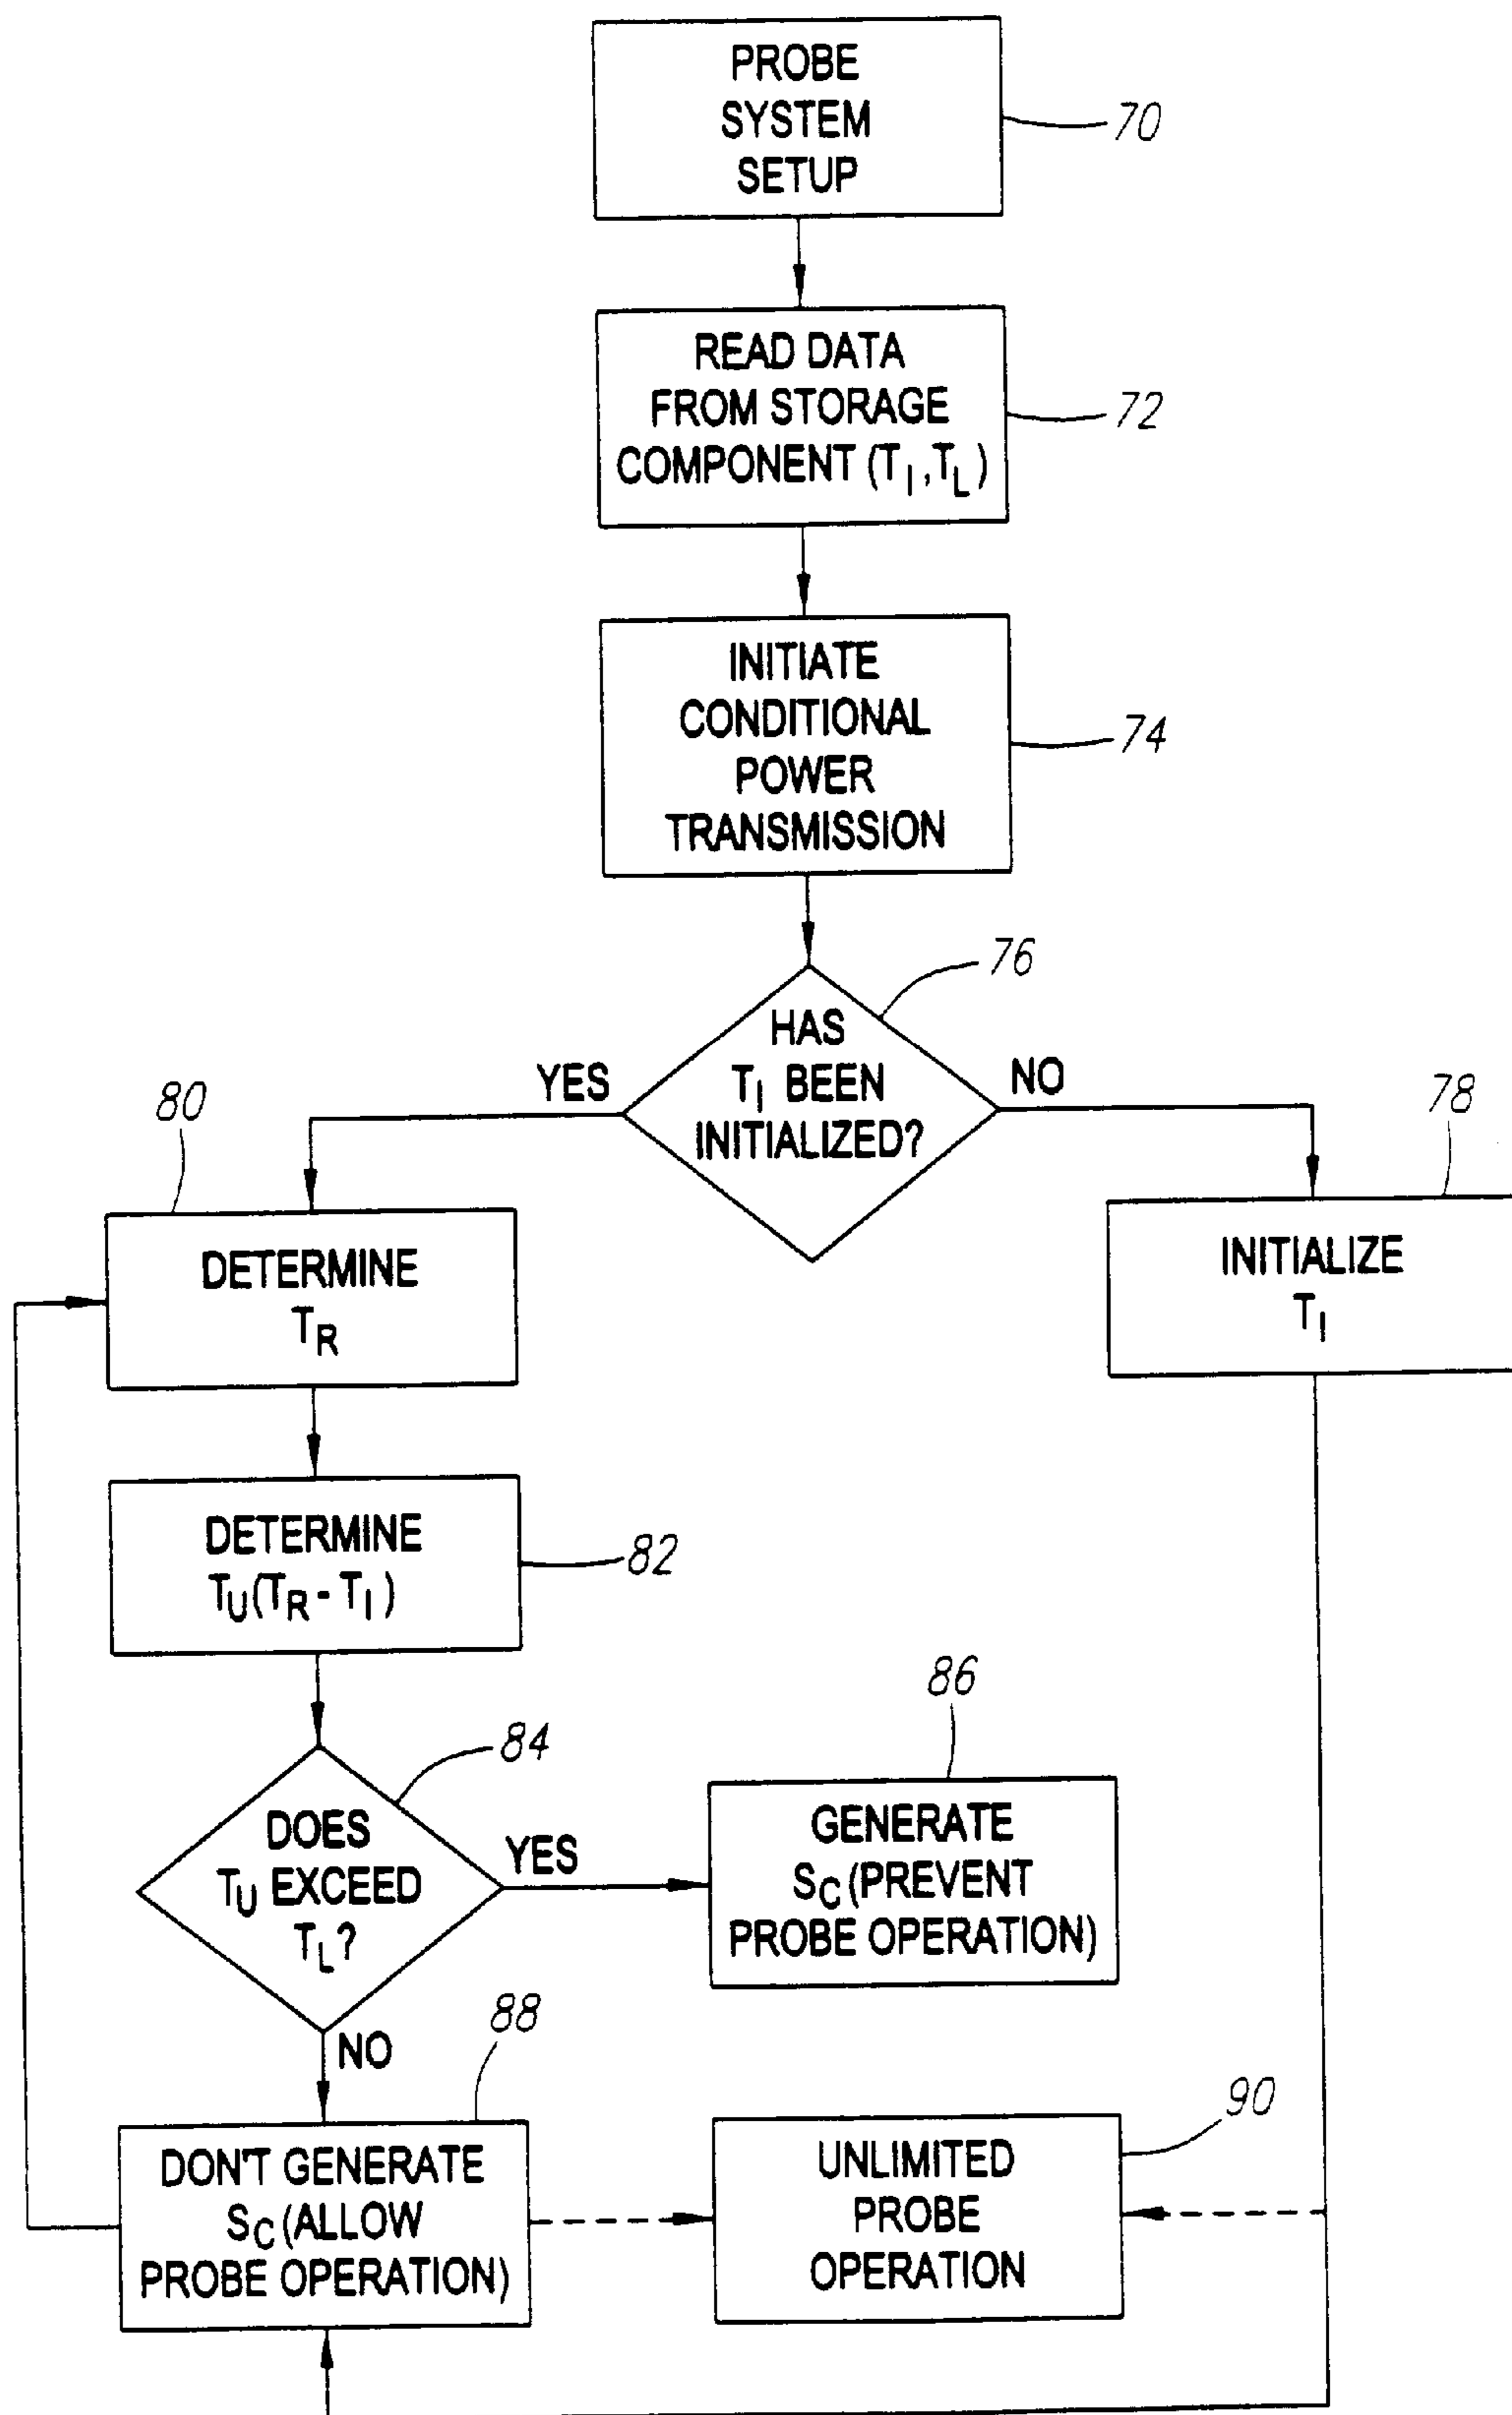 PROBE
SYSTEM
SETUP
70
READ DATA
FROM STORAGE
COMPONENT (T_I, T_L)
72
INITIATE
CONDITIONAL
POWER
TRANSMISSION
74
76
HAS
T_I BEEN
INITIALIZED?
YES
NO
80
78
DETERMINE
T_R
INITIALIZE
T_I
DETERMINE
T_U(T_R - T_I)
82
84
DOES
T_U EXCEED
T_L?
YES
NO
86
GENERATE
S_C (PREVENT
PROBE OPERATION)
88
DON'T GENERATE
S_C (ALLOW
PROBE OPERATION)
90
UNLIMITED
PROBE
OPERATION